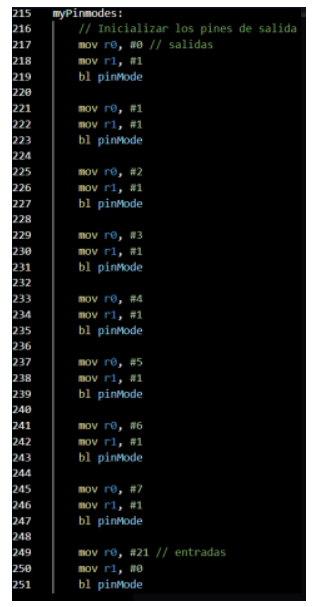 215 myPinmodes:
216 // Inicializar los pines de salida
217 mov r0, #0 // salidas
218 mov r1, #1
219 bl pinMode
220
221 mov r0, #1
222 mov r1, #1
223 bl pinMode
224
225 mov r0, #2
226 mov r1, #1
227 bl pinMode
228
229 mov r0, #3
230 mov r1, #1
231 bl pinMode
232
233 mov r0, #4
234 mov r1, #1
235 bl pinMode
236
237 mov r0, #5
238 mov r1, #1
239 bl pinMode
240
241 mov r0, #6
242 mov r1, #1
243 bl pinMode
244
245 mov r0, #7
246 mov r1, #1
247 bl pinMode
248
249 mov r0, #21 // entradas
250 mov r1, #0
251 bl pinMode